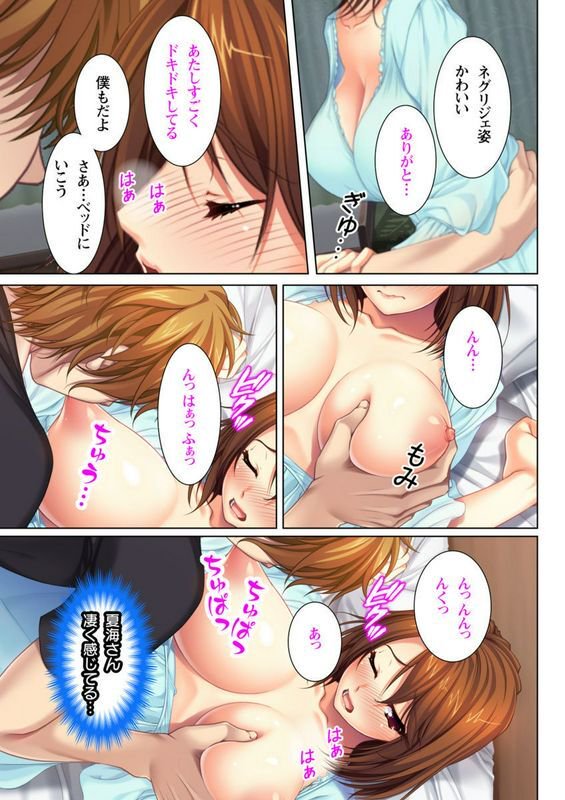 ネグリジェ姿
かわいい
ありがと…
ぎゅ…
あたしすごく
ドキドキしてる
僕もだよ
はぁ
はぁ
さあ…ベッドに
いこう
んん…
もみ
ビクッ
んっ はぁっ ふぁっ
ちゅう…
んっ んんっ
んくっ
あっ
ちゅぱっ
ちゅぱっ
はぁ
はぁ
夏海さん
凄く感じてる…